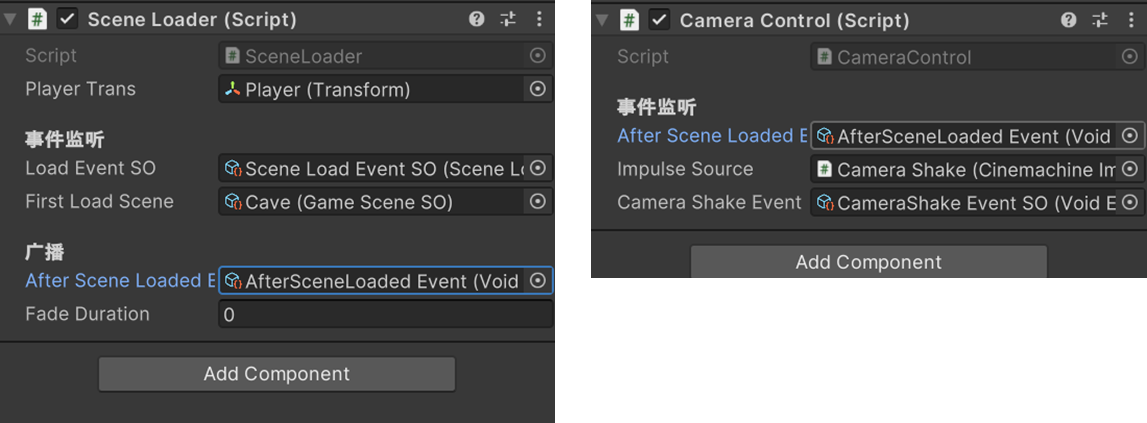 Scene Loader (Script)
Script SceneLoader
Player Trans Player (Transform)
事件监听
Load Event SO Scene Load Event SO (Scene Lo
First Load Scene Cave (Game Scene SO)
广播
After Scene Loaded E AfterSceneLoaded Event (Void
Fade Duration 0
Add Component
Camera Control (Script)
Script CameraControl
事件监听
After Scene Loaded E AfterSceneLoaded Event (Void
Impulse Source Camera Shake (Cinemachine Im
Camera Shake Event CameraShake Event SO (Void E
Add Component